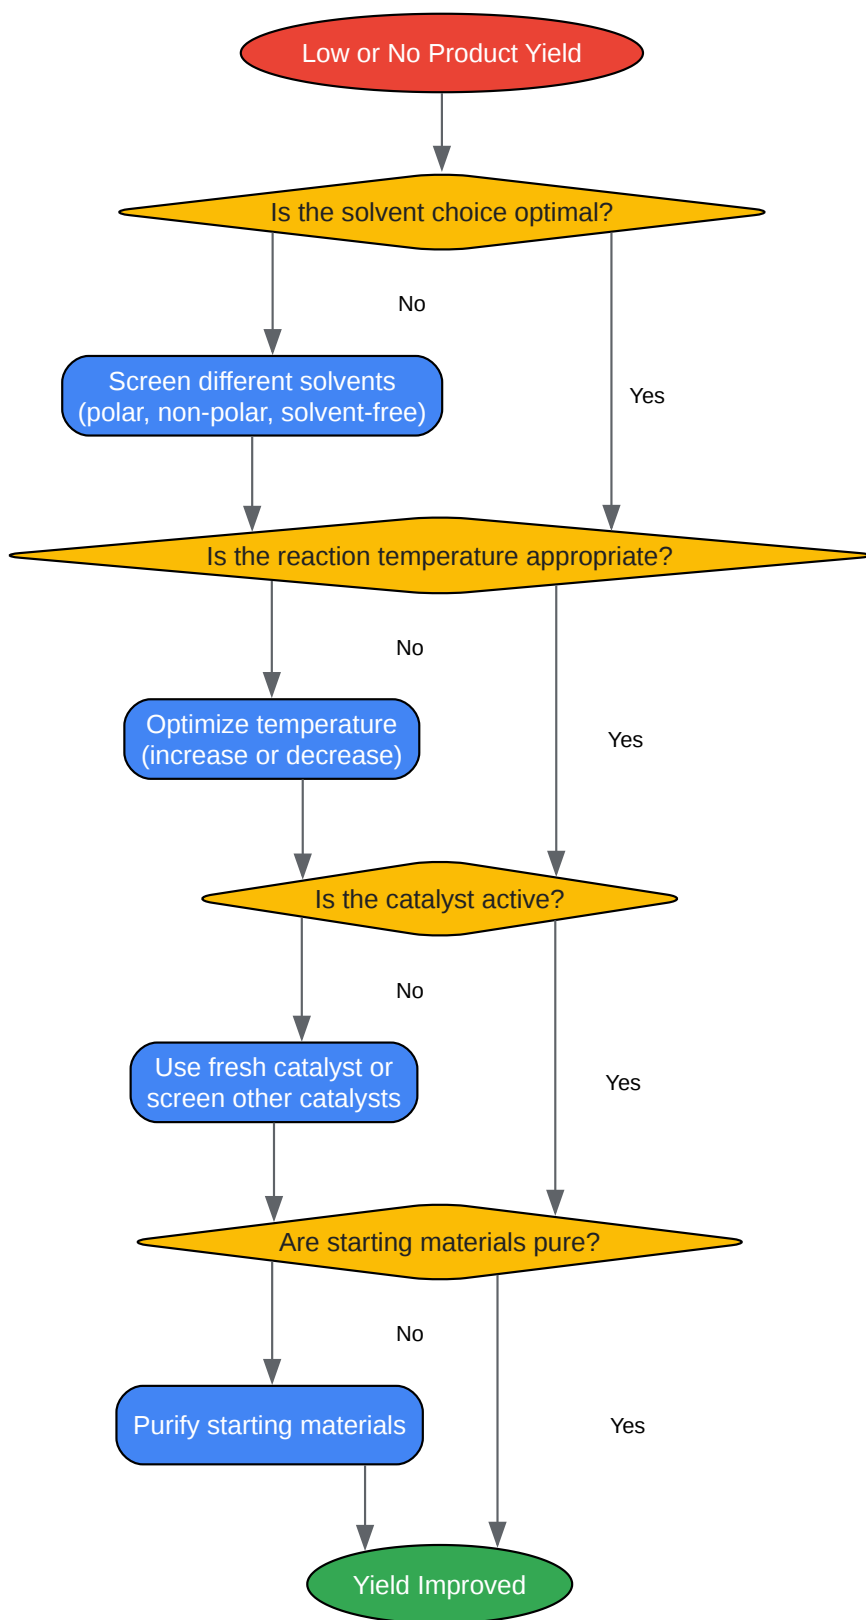 Low or No Product Yield
Is the solvent choice optimal?
No
Screen different solvents
(polar, non-polar, solvent-free)
Yes
Is the reaction temperature appropriate?
No
Optimize temperature
(increase or decrease)
Yes
Is the catalyst active?
No
Use fresh catalyst or
screen other catalysts
Yes
Are starting materials pure?
No
Purify starting materials
Yes
Yield Improved